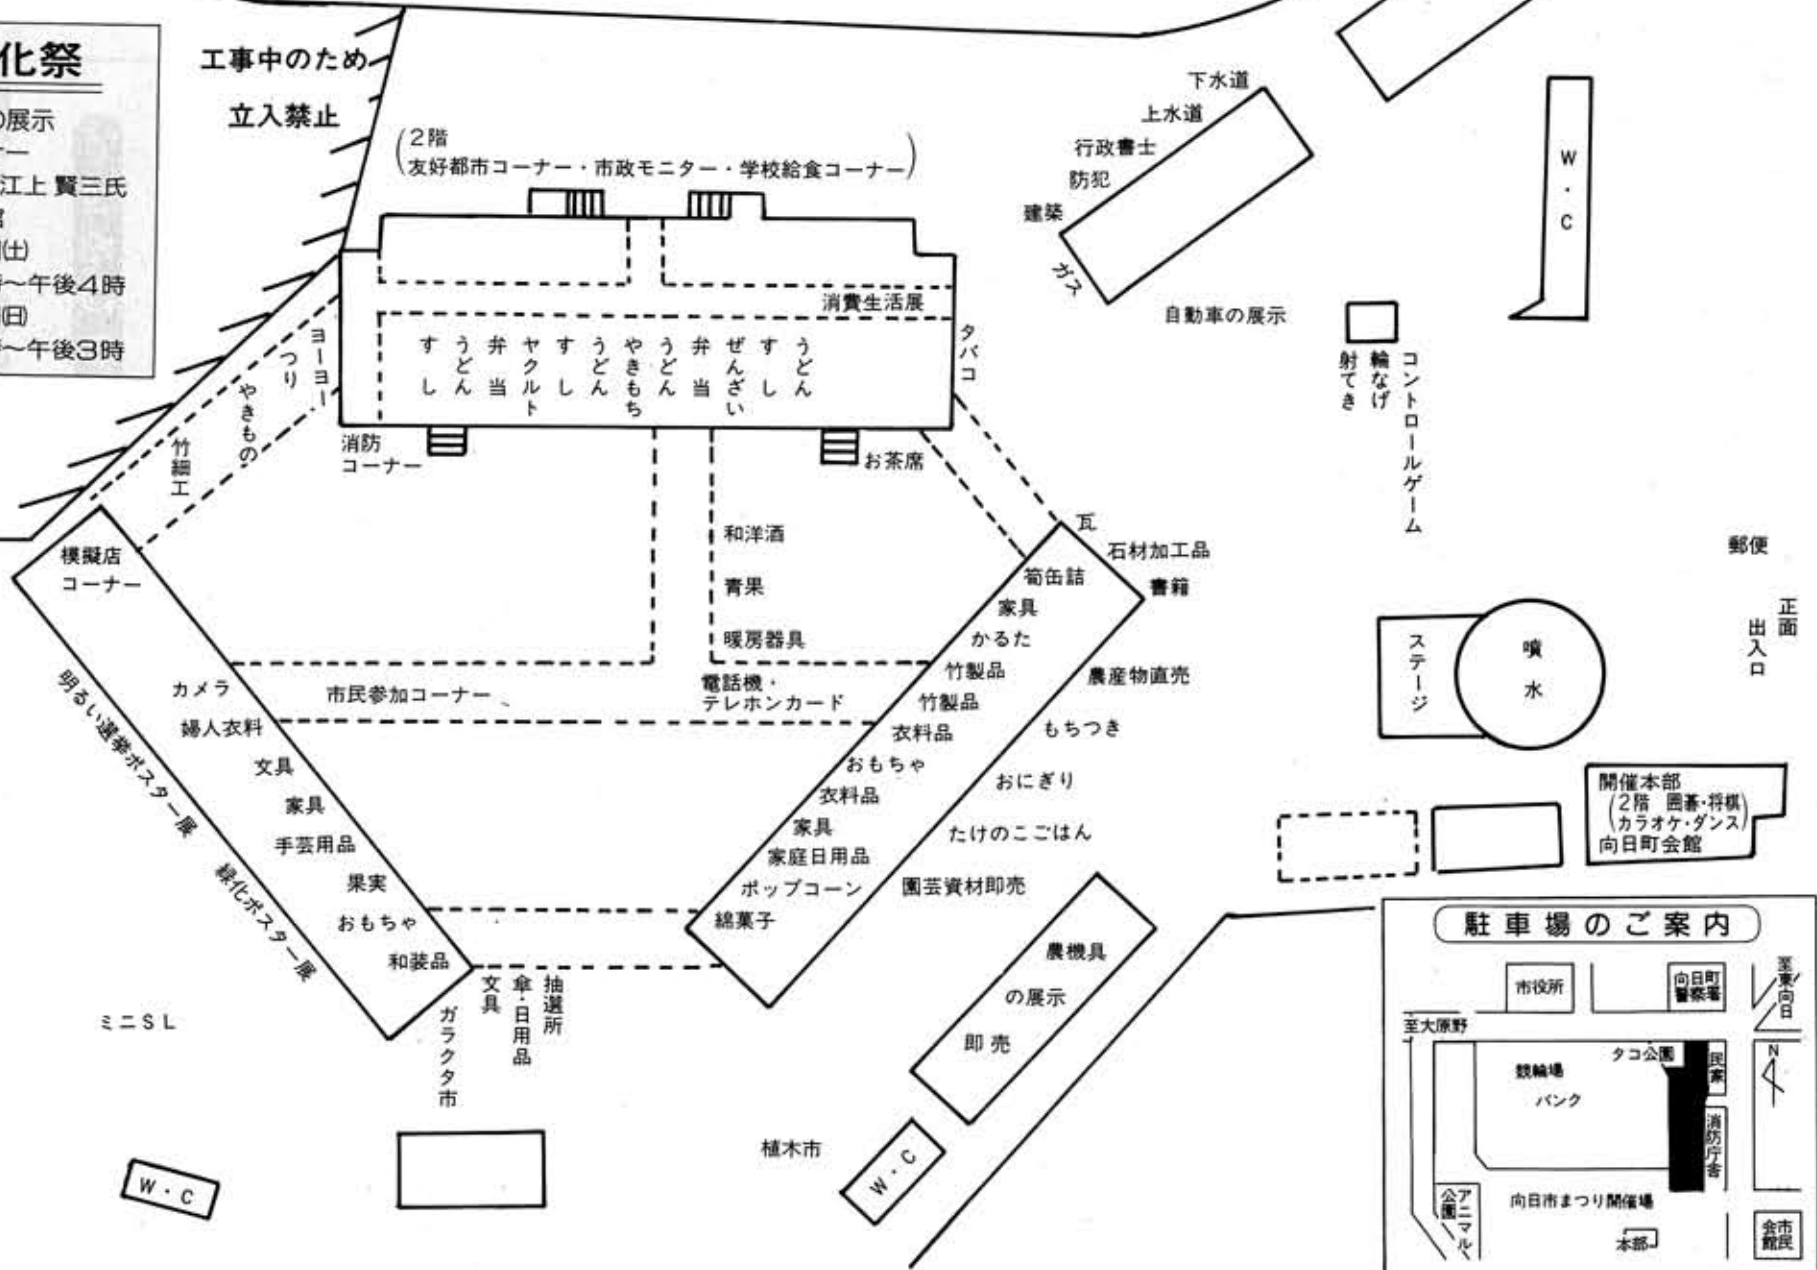 化祭
の展示
ナー
江上 賢三氏
(土)
〜午後4時
(日)
〜午後3時
工事中のため
立入禁止
2階
友好都市コーナー・市政モニター・学校給食コーナー
下水道
上水道
行政書士
防犯
建築
ガス
自動車の展示
W・C
射てき
輪なげ
コントロールゲーム
消費生活展
すし
うどん
弁当
ヤクルト
すし
うどん
やきもち
うどん
弁当
ぜんざい
すし
うどん
タバコ
ヨーヨー
つり
やきもの
竹細工
消防
コーナー
お茶席
和洋酒
青果
暖房器具
電話機・
テレホンカード
市民参加コーナー
模擬店
コーナー
カメラ
婦人衣料
文具
家具
手芸用品
果実
おもちゃ
和装品
明るい選挙ポスター展
緑化ポスター展
瓦
石材加工品
書籍
筍缶詰
家具
かるた
竹製品
竹製品
衣料品
おもちゃ
衣料品
家具
家庭日用品
ポップコーン
綿菓子
農産物直売
もちつき
おにぎり
たけのこごはん
園芸資材即売
農機具
の展示
即売
郵便
正面
出入口
ステージ
噴水
開催本部
(2階 囲碁・将棋
カラオケ・ダンス)
向日町会館
文具
傘・日用品
抽選所
ガラクタ市
ミニSL
W・C
植木市
W・C
駐車場のご案内
市役所
向日町
警察署
至東向日
至大原野
タコ公園
民家
競輪場
バンク
N
消防庁舎
向日市まつり開催場
アニマル
公園
本部
市民
会館